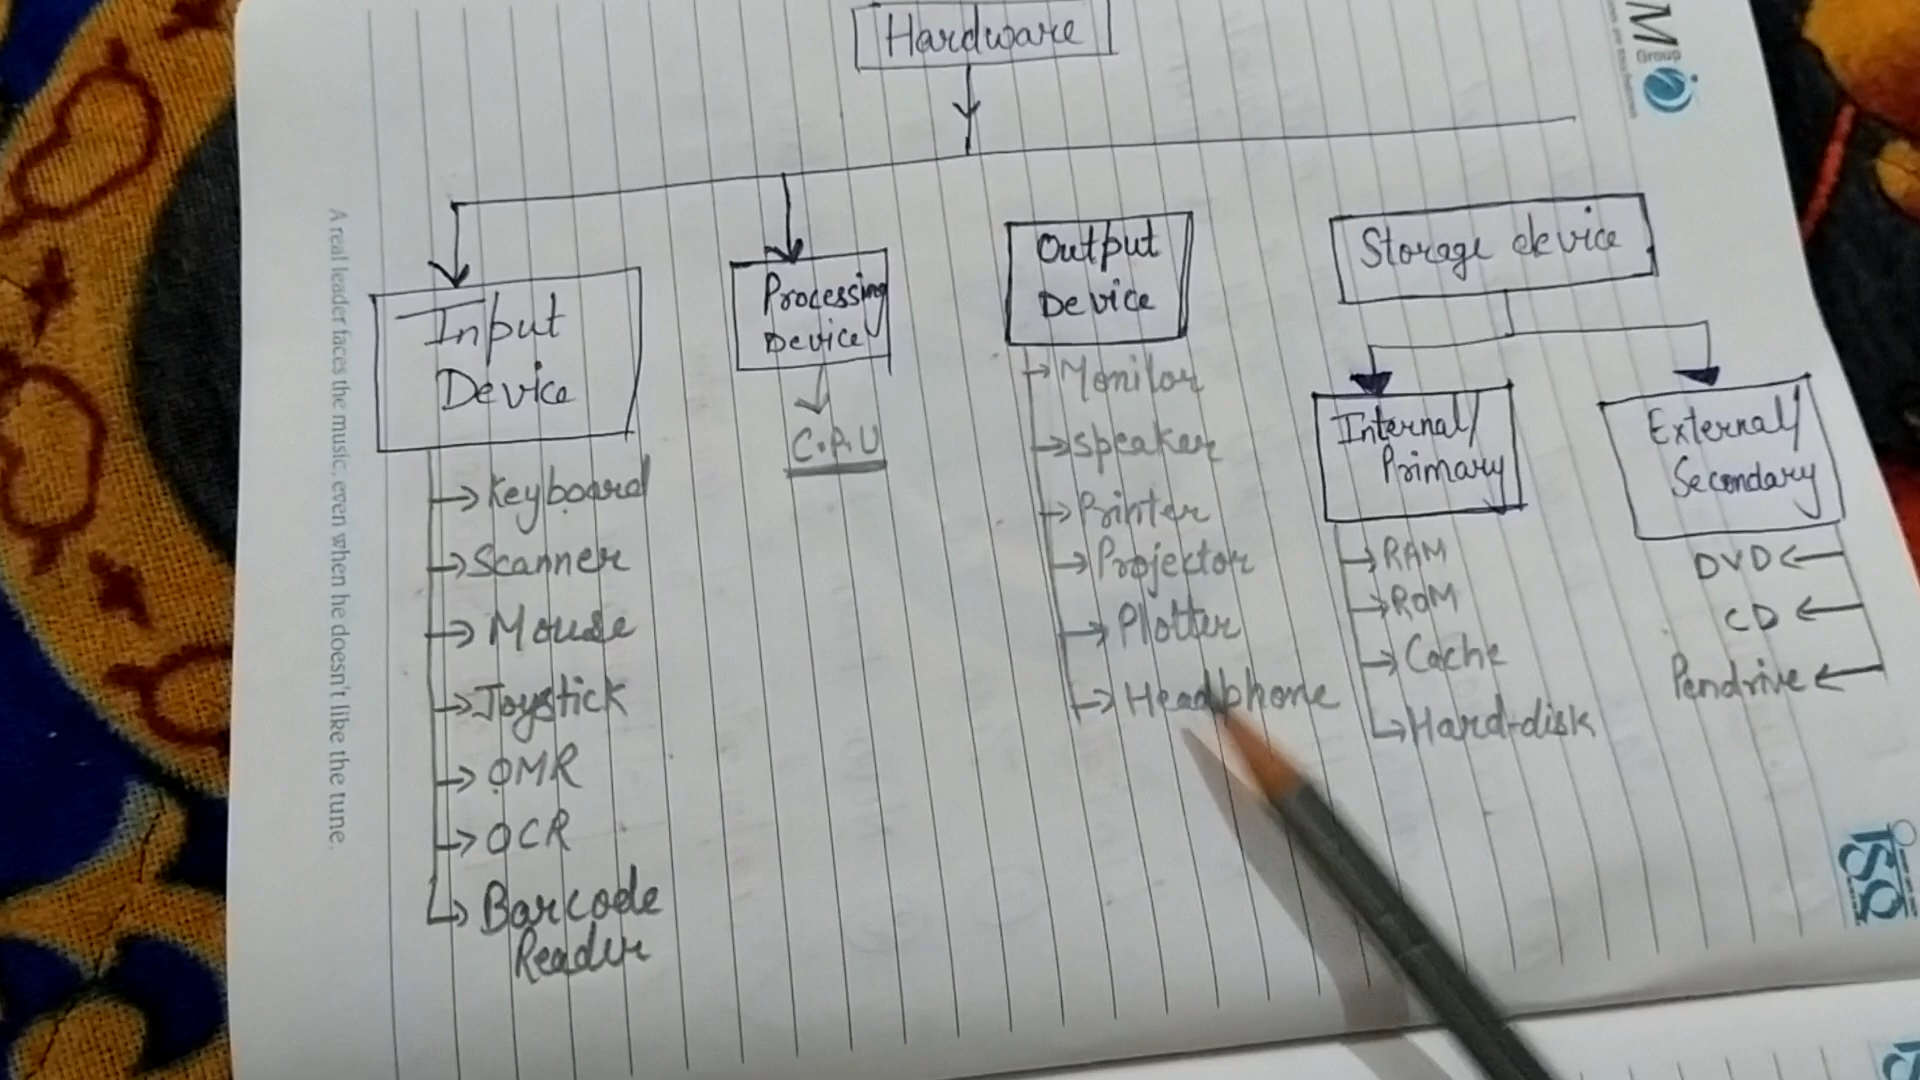 Hardware
Input
Device
Keyboard
Scanner
Mouse
Joystick
OMR
OCR
Barcode
Reader
Processing
Device
C.P.U
Output
Device
Monitor
Speaker
Printer
Projector
Plotter
Headphone
Storage device
Internal/
Primary
RAM
ROM
Cache
Hard-disk
External/
Secondary
DVD
CD
Pendrive
A real leader faces the music, even when he doesn't like the tune.
M
Group